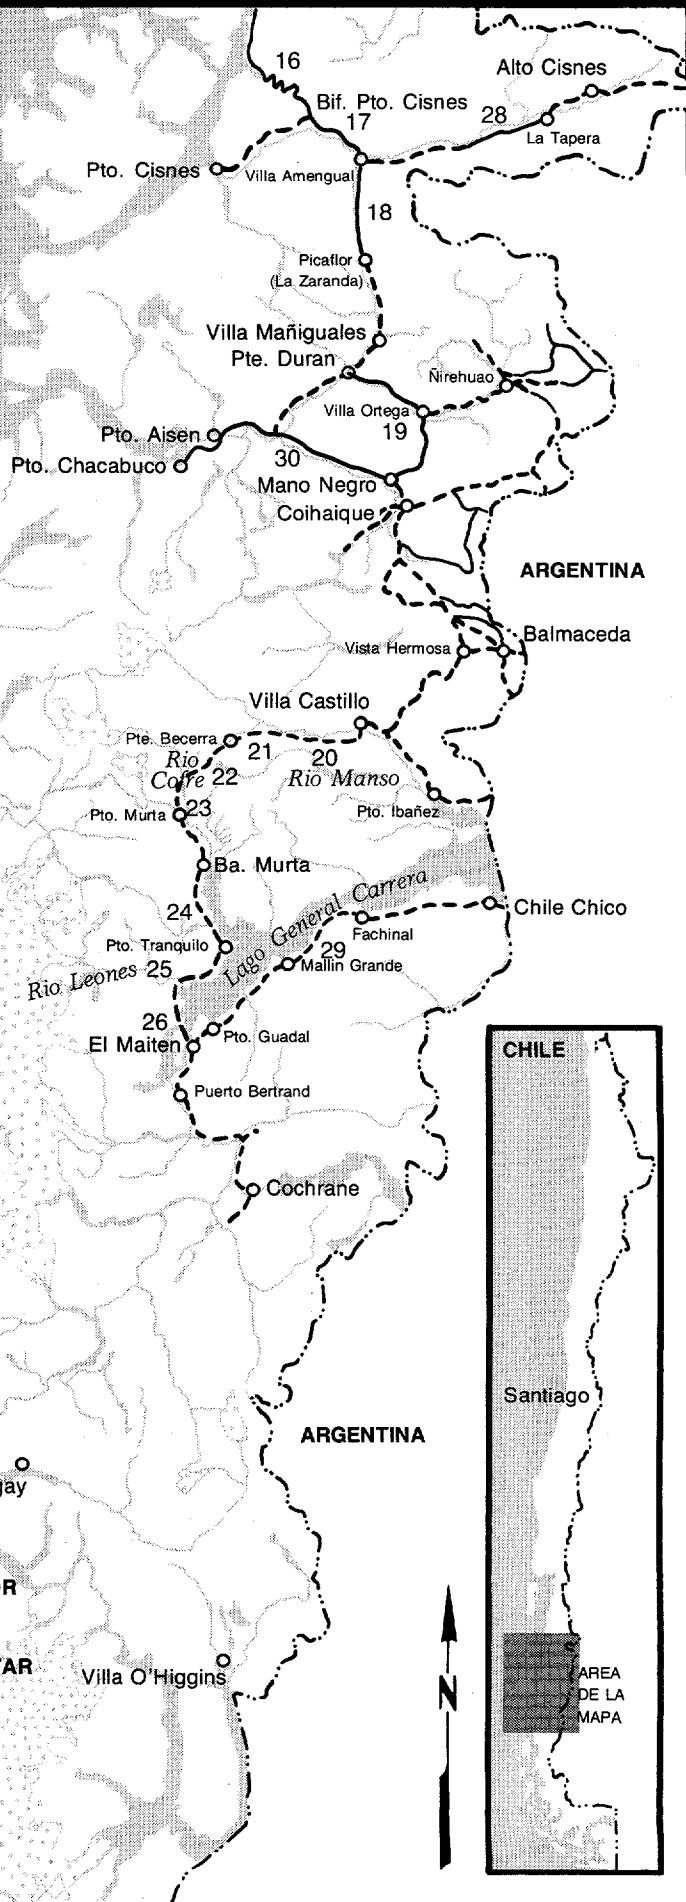 16
Alto Cisnes
Bif. Pto. Cisnes
17
28
La Tapera
Pto. Cisnes
Villa Amengual
18
Picaflor
(La Zaranda)
Villa Mañiguales
Pte. Duran
Ñirehuao
Villa Ortega
19
Pto. Aisen
30
Pto. Chacabuco
Mano Negro
Coihaique
ARGENTINA
Balmaceda
Vista Hermosa
Villa Castillo
Pte. Becerra
21
20
Rio
Cofre
22
Rio Manso
23
Pto. Murta
Pto. Ibañez
Ba. Murta
Lago General Carrera
24
Chile Chico
Fachinal
Pto. Tranquilo
29
Mallin Grande
Rio Leones
25
26
Pto. Guadal
El Maiten
CHILE
Puerto Bertrand
Cochrane
Santiago
ARGENTINA
gay
R
AR
Villa O'Higgins
N
AREA
DE LA
MAPA